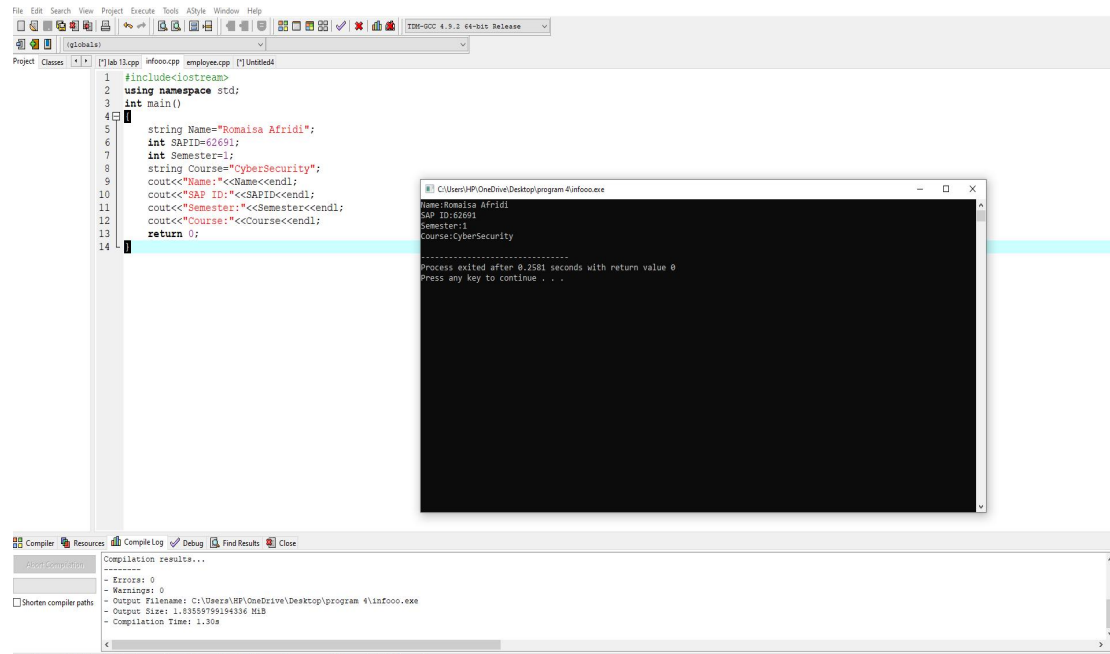 File Edit Search View Project Execute Tools AStyle Window Help
TDM-GCC 4.9.2 64-bit Release
(globals)
Project Classes [*] lab 13.cpp infooo.cpp employee.cpp [*] Untitled4
1 #include<iostream>
2 using namespace std;
3 int main()
4 {
5 string Name="Romaisa Afridi";
6 int SAPID=62691;
7 int Semester=1;
8 string Course="CyberSecurity";
9 cout<<"Name:"<<Name<<endl;
10 cout<<"SAP ID:"<<SAPID<<endl;
11 cout<<"Semester:"<<Semester<<endl;
12 cout<<"Course:"<<Course<<endl;
13 return 0;
14 }
C:\Users\HP\OneDrive\Desktop\program 4\infooo.exe
Name:Romaisa Afridi
SAP ID:62691
Semester:1
Course:CyberSecurity
--------------------------------
Process exited after 0.2581 seconds with return value 0
Press any key to continue . . .
Compiler Resources Compile Log Debug Find Results Close
Abort Compilation
Shorten compiler paths
Compilation results...
--------
- Errors: 0
- Warnings: 0
- Output Filename: C:\Users\HP\OneDrive\Desktop\program 4\infooo.exe
- Output Size: 1.83559799194336 MiB
- Compilation Time: 1.30s